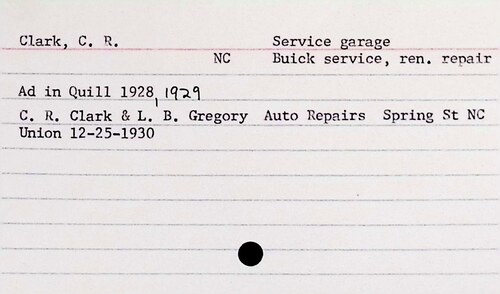 Clark, C. R. Service garage
NC Buick service, ren. repair
Ad in Quill 1928, 1929
C. R. Clark & L. B. Gregory Auto Repairs Spring St NC
Union 12-25-1930